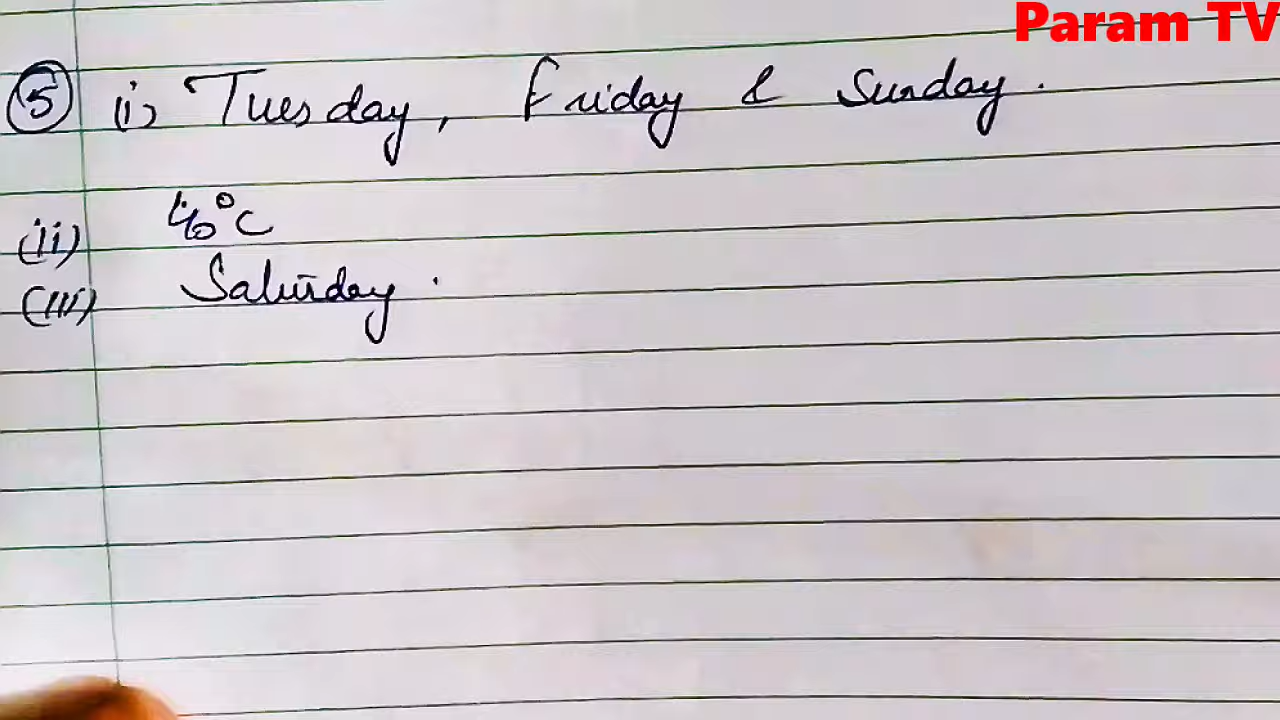 Param TV
(5) (i) Tuesday, Friday & Sunday.
(ii) 40°C
(iii) Saturday.